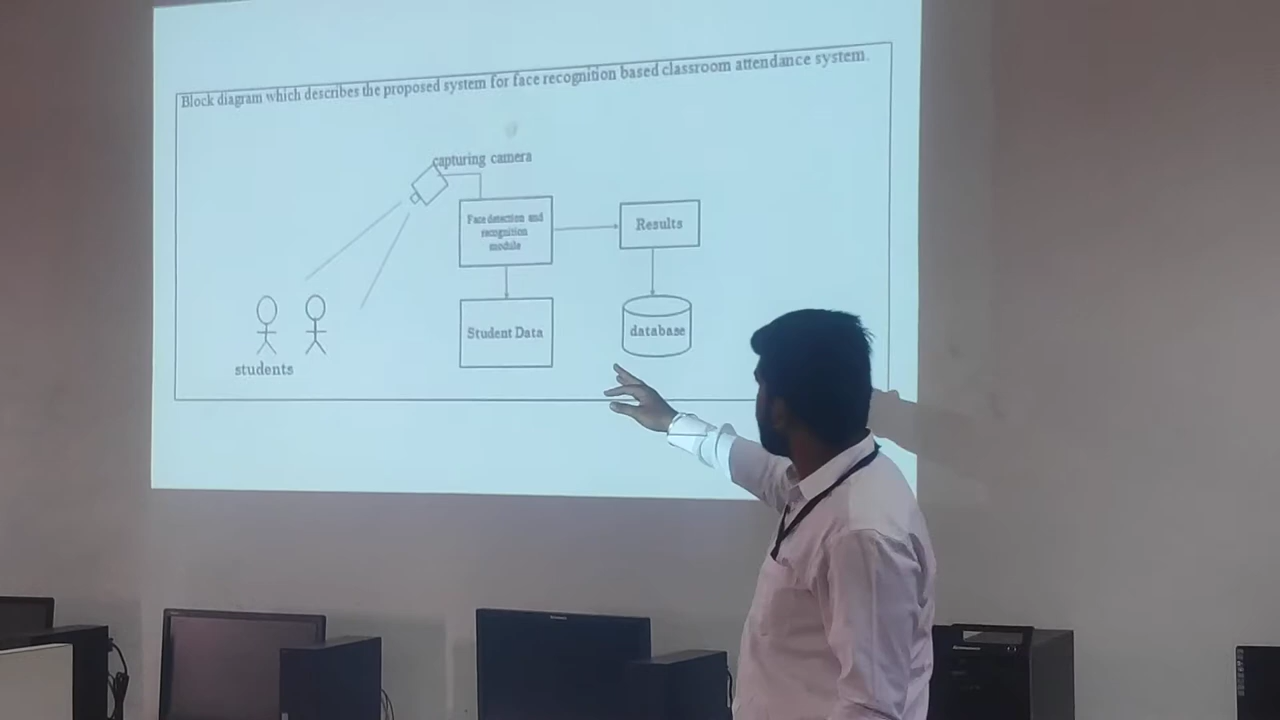 Block diagram which describes the proposed system for face recognition based classroom attendance system.
capturing camera
Face detection and
recognition
module
Results
Student Data
database
students